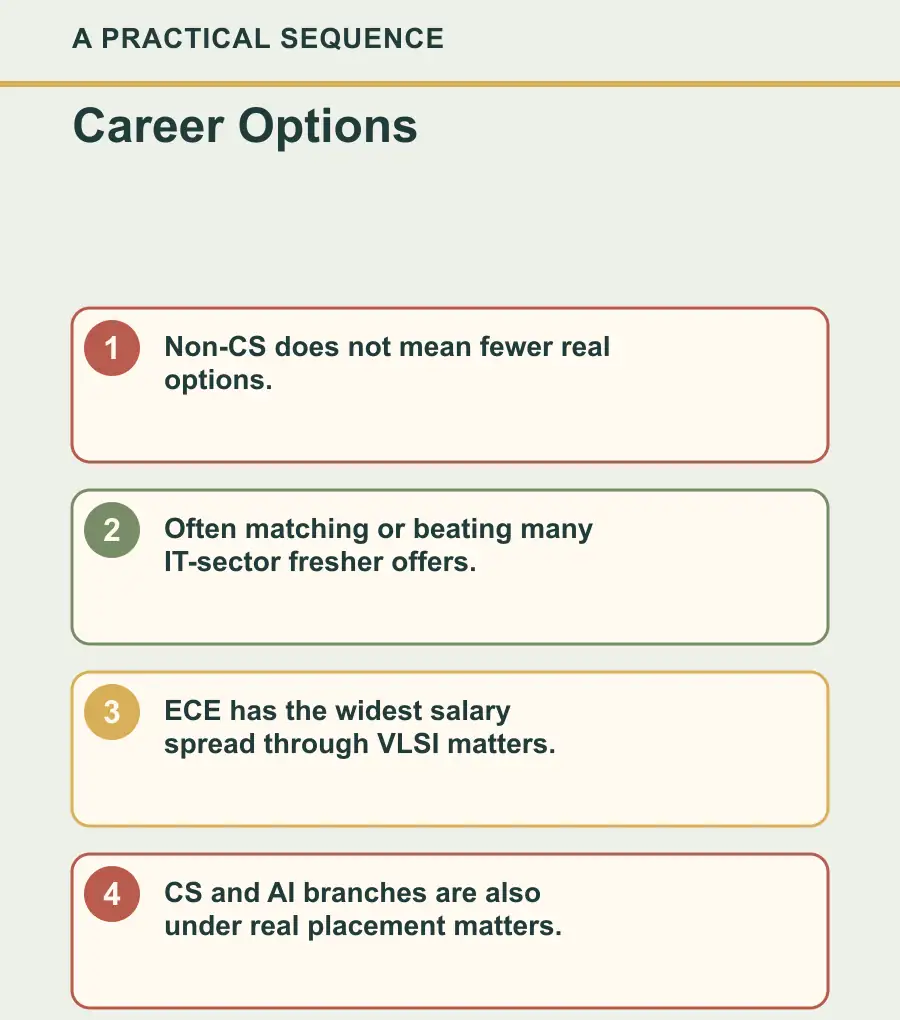 A PRACTICAL SEQUENCE
Career Options
1
Non-CS does not mean fewer real
options.
2
Often matching or beating many
IT-sector fresher offers.
3
ECE has the widest salary
spread through VLSI matters.
4
CS and AI branches are also
under real placement matters.